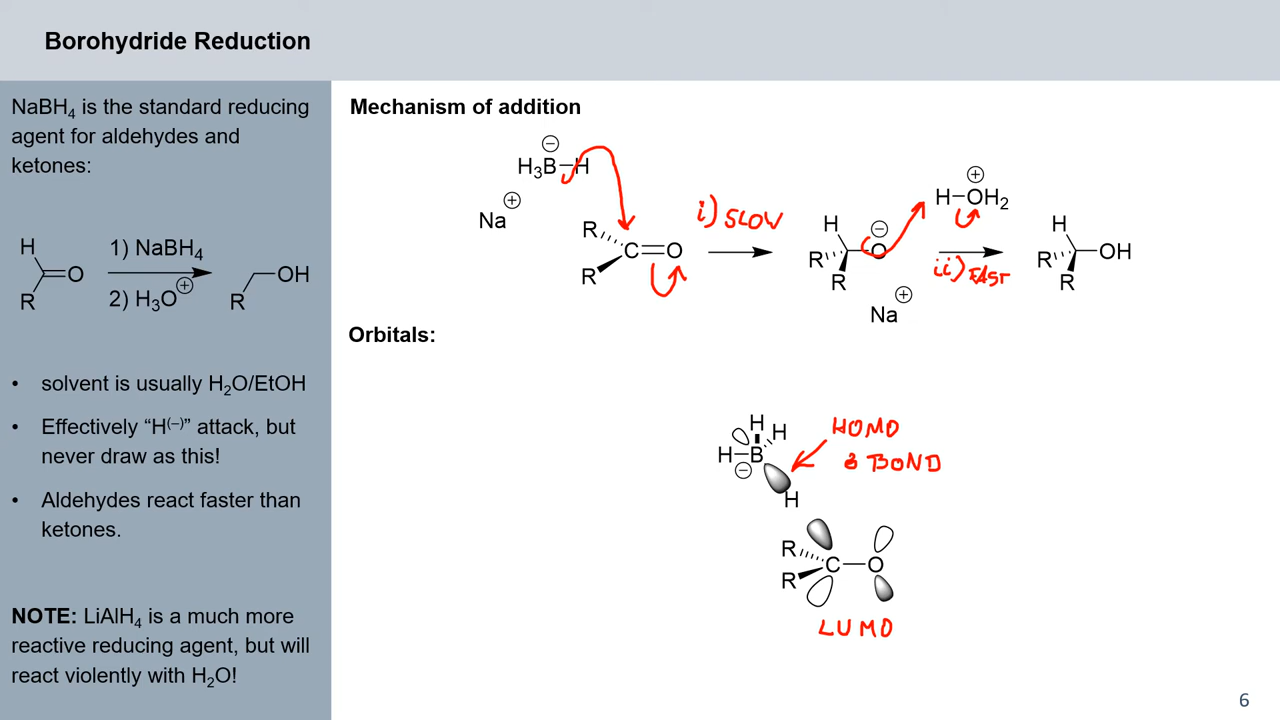 Borohydride Reduction
NaBH₄ is the standard reducing
agent for aldehydes and
ketones:
H
R
O
1) NaBH₄
2) H₃O⊕
R
OH
• solvent is usually H₂O/EtOH
• Effectively “H⁽⁻⁾” attack, but
never draw as this!
• Aldehydes react faster than
ketones.
NOTE: LiAlH₄ is a much more
reactive reducing agent, but will
react violently with H₂O!
Mechanism of addition
⊖
H₃B–H
Na⊕
R
R
C=O
i) SLOW
H
R
R
O⊖
Na⊕
H–OH₂
⊕
ii) FAST
H
R
R
OH
Orbitals:
H
H
H–B
⊖
H
HOMO
BOND
R
R
C–O
LUMO
6